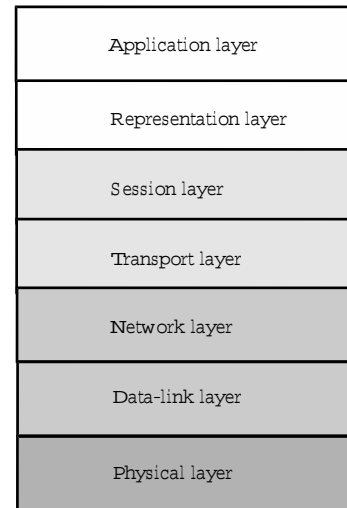 Application layer
Representation layer
Session layer
Transport layer
Network layer
Data-link layer
Physical layer